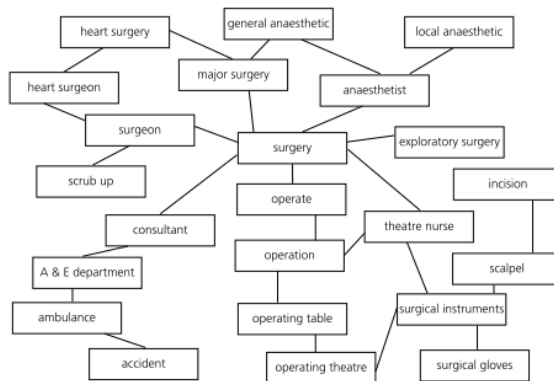 heart surgery
general anaesthetic
local anaesthetic
major surgery
heart surgeon
anaesthetist
surgeon
surgery
exploratory surgery
scrub up
incision
operate
consultant
theatre nurse
operation
A & E department
scalpel
ambulance
operating table
surgical instruments
accident
operating theatre
surgical gloves